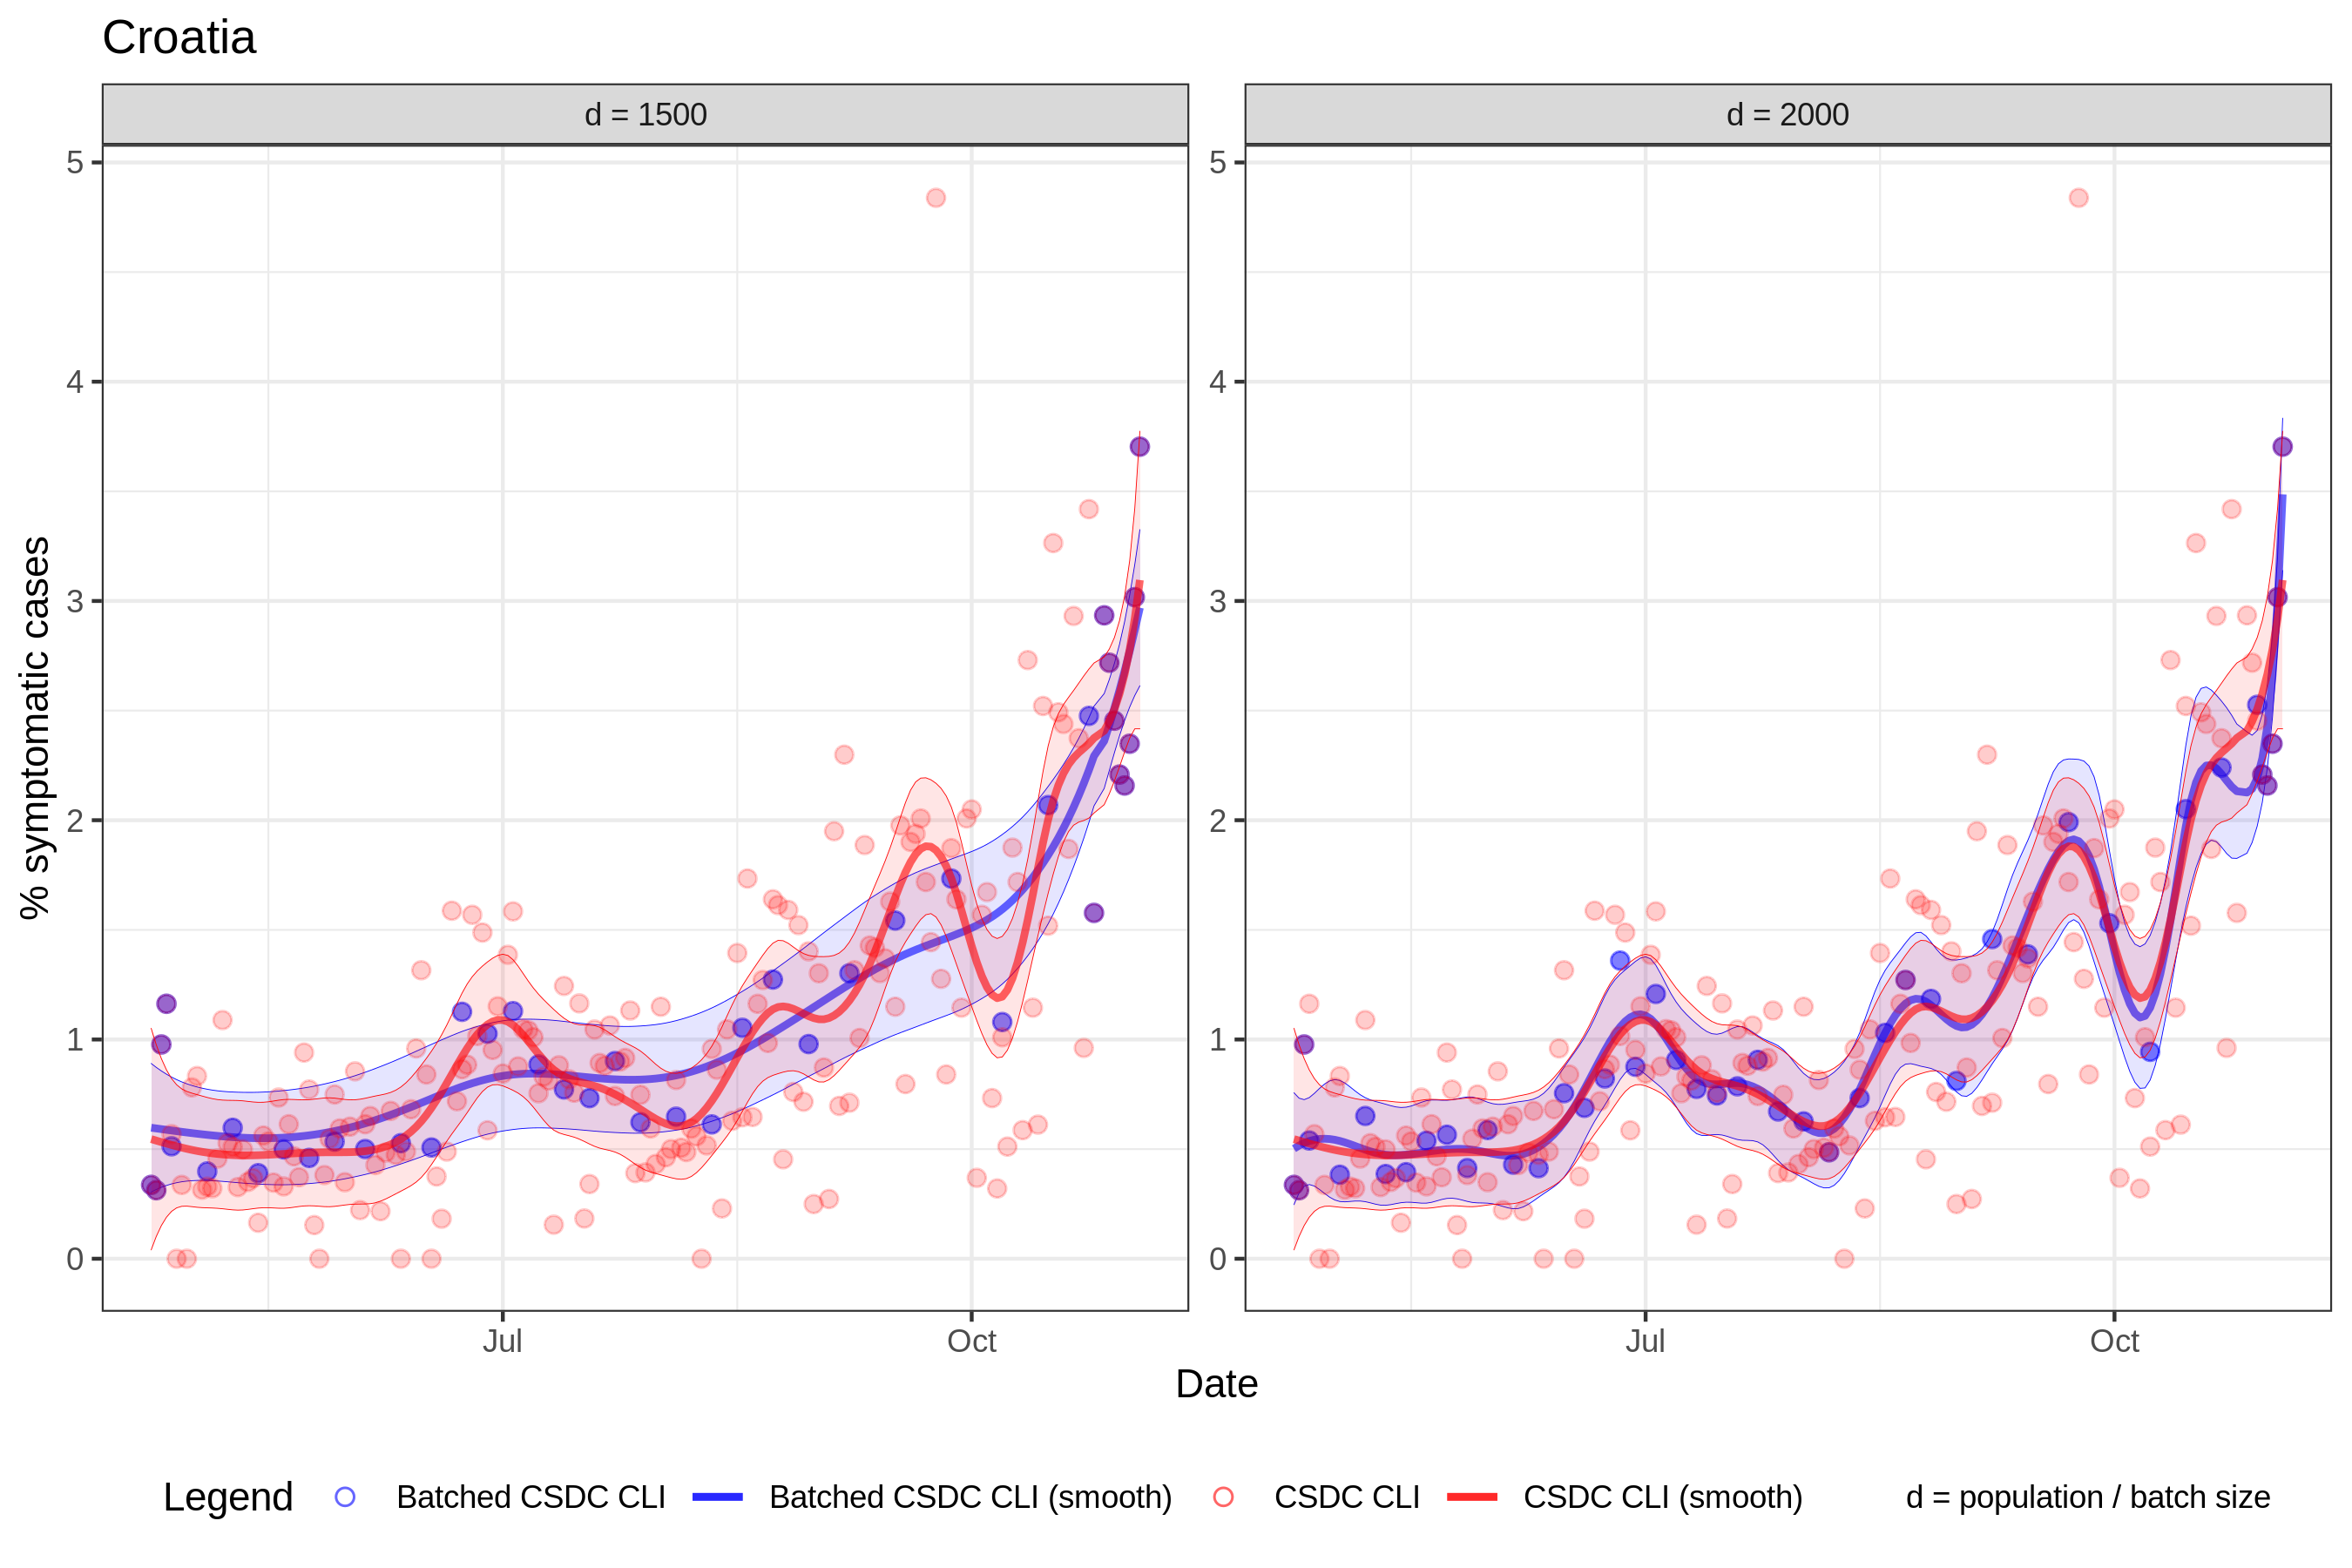 Croatia
d = 1500
d = 2000
% symptomatic cases
5
4
3
2
1
0
5
4
3
2
1
0
Jul
Oct
Jul
Oct
Date
Legend
Batched CSDC CLI
Batched CSDC CLI (smooth)
CSDC CLI
CSDC CLI (smooth)
d = population / batch size